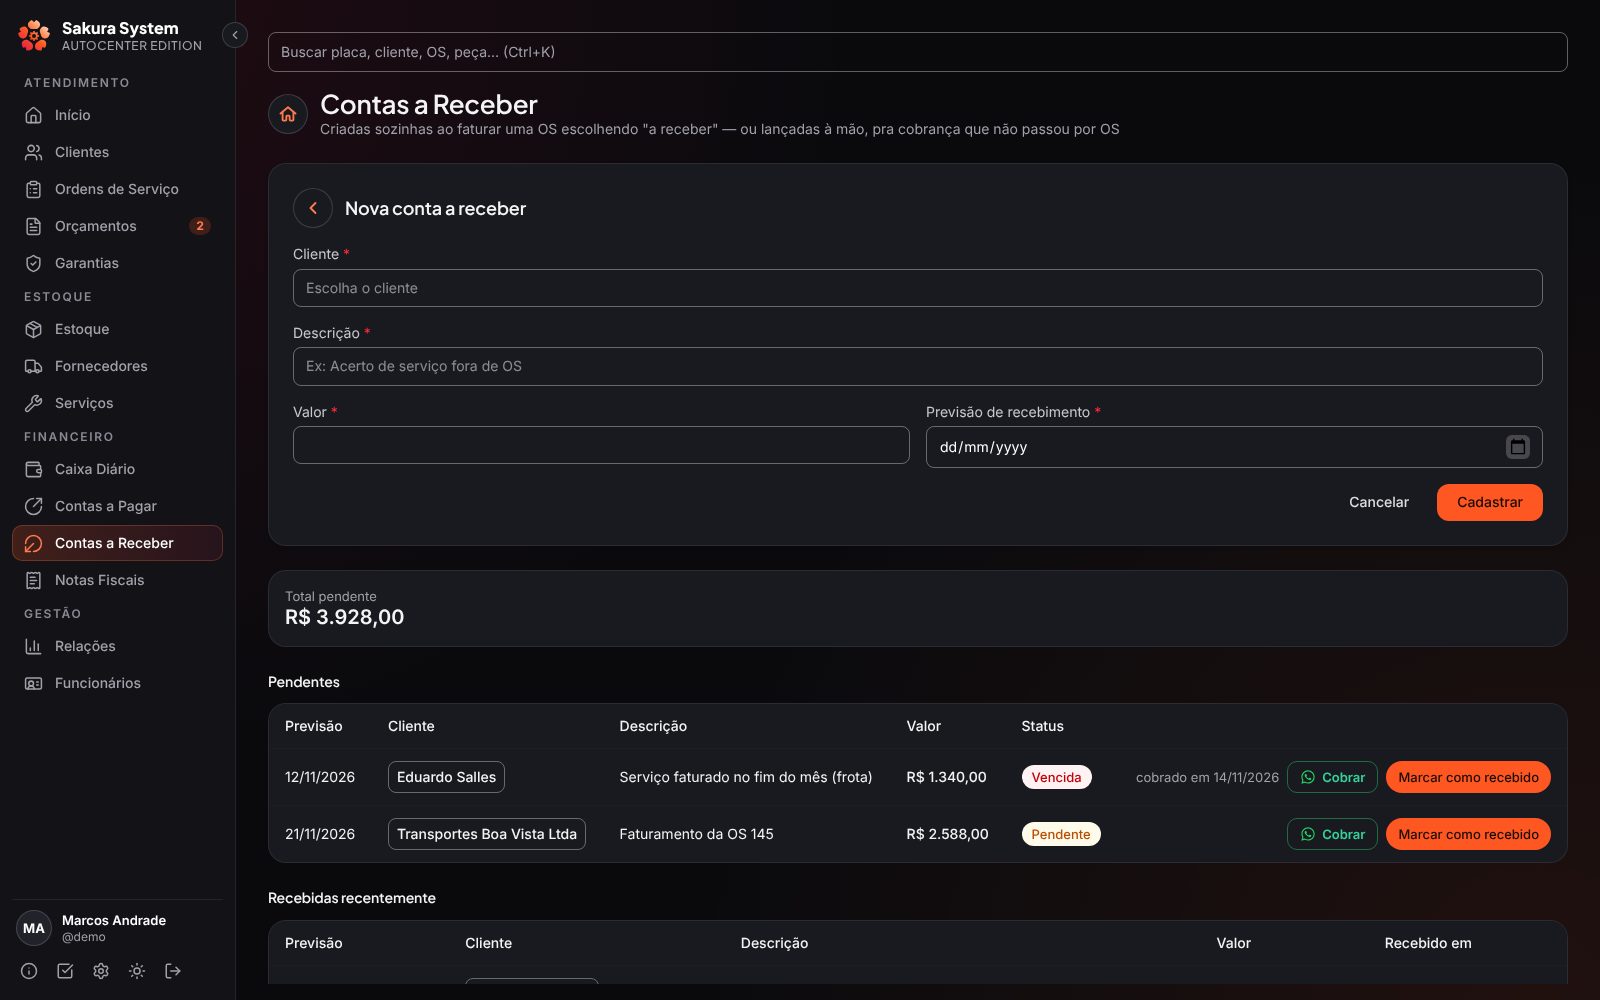 Sakura System
AUTOCENTER EDITION
ATENDIMENTO
Início
Clientes
Ordens de Serviço
Orçamentos 2
Garantias
ESTOQUE
Estoque
Fornecedores
Serviços
FINANCEIRO
Caixa Diário
Contas a Pagar
Contas a Receber
Notas Fiscais
GESTÃO
Relações
Funcionários
MA
Marcos Andrade
@demo
Buscar placa, cliente, OS, peça... (Ctrl+K)
Contas a Receber
Criadas sozinhas ao faturar uma OS escolhendo "a receber" — ou lançadas à mão, pra cobrança que não passou por OS
Nova conta a receber
Cliente *
Escolha o cliente
Descrição *
Ex: Acerto de serviço fora de OS
Valor *
Previsão de recebimento *
dd/mm/yyyy
Cancelar
Cadastrar
Total pendente
R$ 3.928,00
Pendentes
Previsão Cliente Descrição Valor Status
12/11/2026 Eduardo Salles Serviço faturado no fim do mês (frota) R$ 1.340,00 Vencida cobrado em 14/11/2026 Cobrar Marcar como recebido
21/11/2026 Transportes Boa Vista Ltda Faturamento da OS 145 R$ 2.588,00 Pendente Cobrar Marcar como recebido
Recebidas recentemente
Previsão Cliente Descrição Valor Recebido em